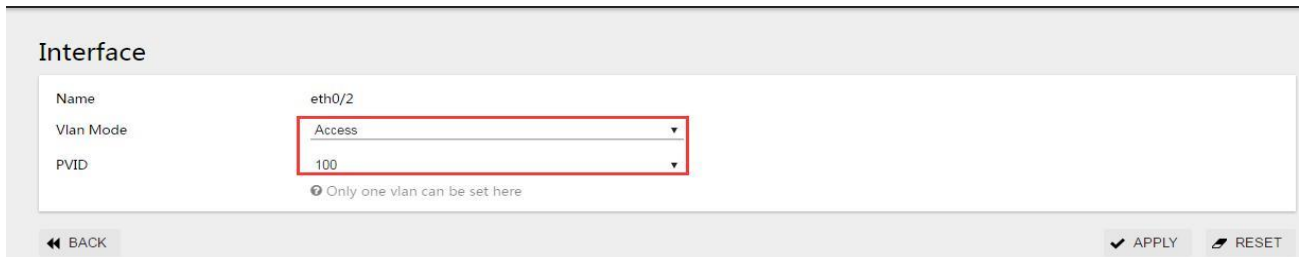 Interface
Name eth0/2
Vlan Mode Access
PVID 100
Only one vlan can be set here
BACK APPLY RESET